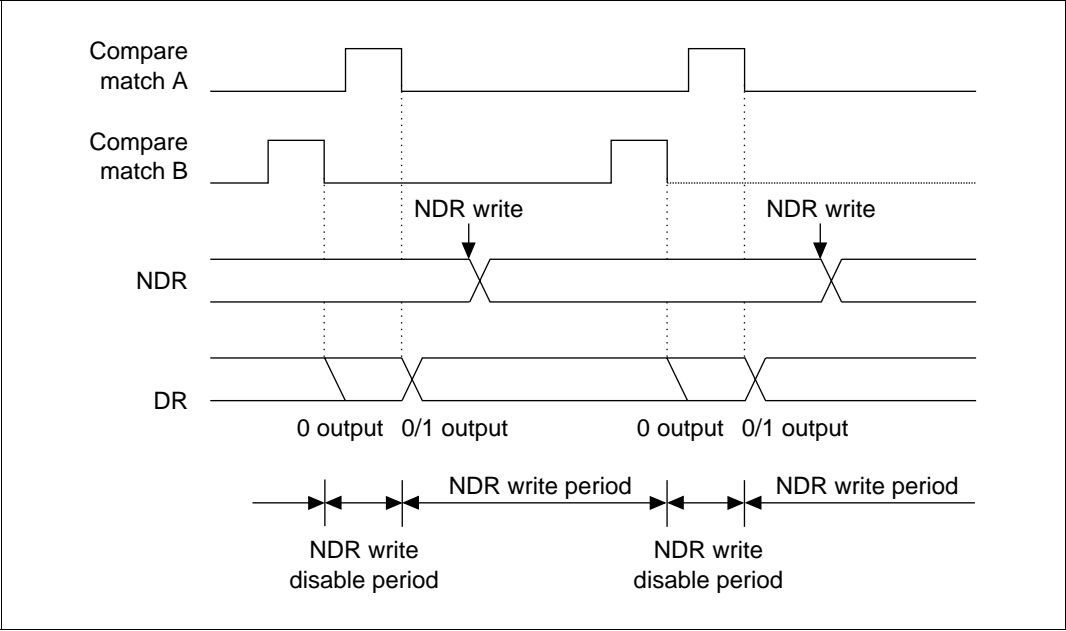 Compare
match A
Compare
match B
NDR write NDR write
NDR
DR
0 output 0/1 output 0 output 0/1 output
NDR write period NDR write period
NDR write NDR write
disable period disable period